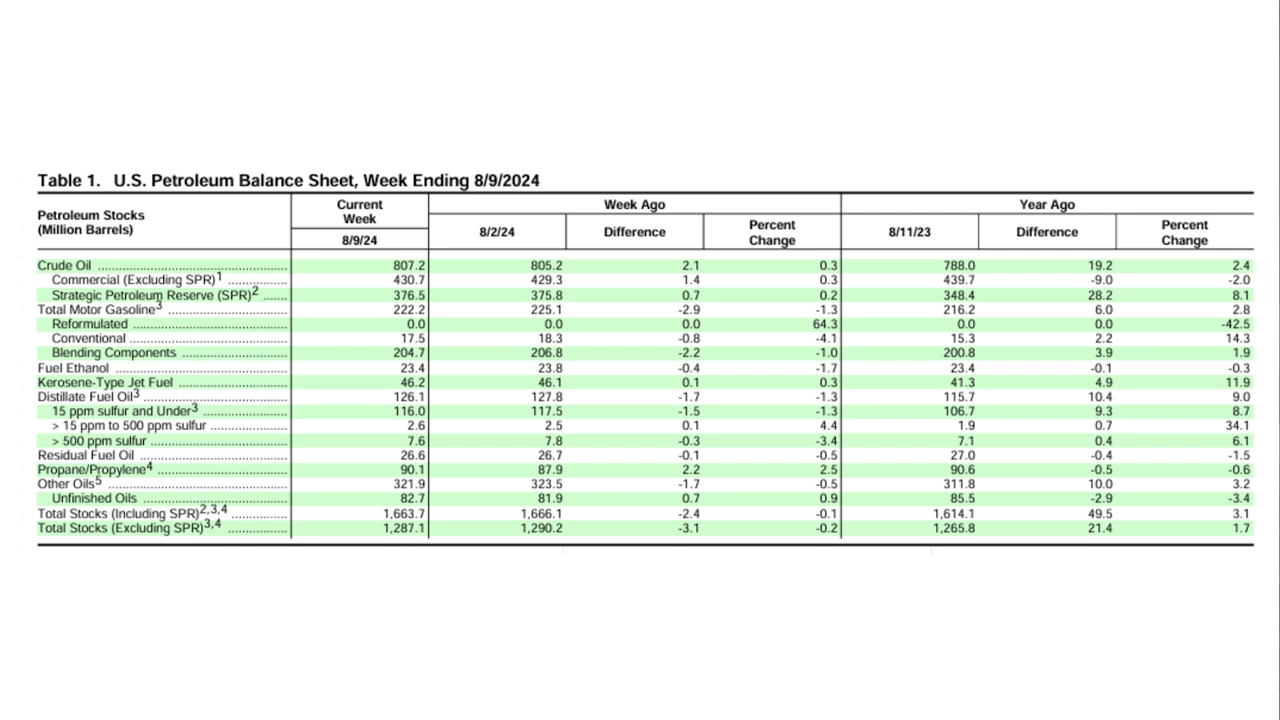 Table 1. U.S. Petroleum Balance Sheet, Week Ending 8/9/2024
Petroleum Stocks (Million Barrels) Current Week Week Ago Year Ago
8/9/24 8/2/24 Difference Percent Change 8/11/23 Difference Percent Change
Crude Oil 807.2 805.2 2.1 0.3 788.0 19.2 2.4
Commercial (Excluding SPR)1 430.7 429.3 1.4 0.3 439.7 -9.0 -2.0
Strategic Petroleum Reserve (SPR)2 376.5 375.8 0.7 0.2 348.4 28.2 8.1
Total Motor Gasoline3 222.2 225.1 -2.9 -1.3 216.2 6.0 2.8
Reformulated 0.0 0.0 0.0 64.3 0.0 0.0 -42.5
Conventional 17.5 18.3 -0.8 -4.1 15.3 2.2 14.3
Blending Components 204.7 206.8 -2.2 -1.0 200.8 3.9 1.9
Fuel Ethanol 23.4 23.8 -0.4 -1.7 23.4 -0.1 -0.3
Kerosene-Type Jet Fuel 46.2 46.1 0.1 0.3 41.3 4.9 11.9
Distillate Fuel Oil3 126.1 127.8 -1.7 -1.3 115.7 10.4 9.0
15 ppm sulfur and Under3 116.0 117.5 -1.5 -1.3 106.7 9.3 8.7
> 15 ppm to 500 ppm sulfur 2.6 2.5 0.1 4.4 1.9 0.7 34.1
> 500 ppm sulfur 7.6 7.8 -0.3 -3.4 7.1 0.4 6.1
Residual Fuel Oil 26.6 26.7 -0.1 -0.5 27.0 -0.4 -1.5
Propane/Propylene4 90.1 87.9 2.2 2.5 90.6 -0.5 -0.6
Other Oils5 321.9 323.5 -1.7 -0.5 311.8 10.0 3.2
Unfinished Oils 82.7 81.9 0.7 0.9 85.5 -2.9 -3.4
Total Stocks (Including SPR)2,3,4 1,663.7 1,666.1 -2.4 -0.1 1,614.1 49.5 3.1
Total Stocks (Excluding SPR)3,4 1,287.1 1,290.2 -3.1 -0.2 1,265.8 21.4 1.7